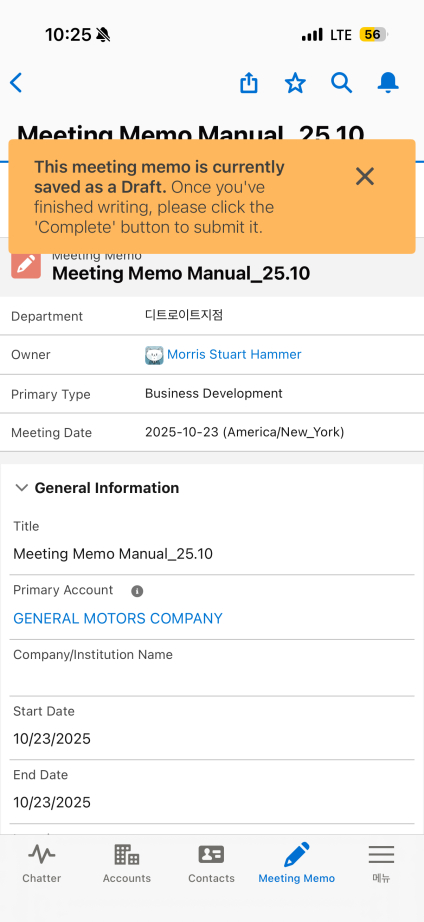 10:25
LTE 56
Meeting Memo Manual_25.10
This meeting memo is currently
saved as a Draft. Once you've
finished writing, please click the
'Complete' button to submit it.
Meeting Memo
Meeting Memo Manual_25.10
Department 디트로이트지점
Owner Morris Stuart Hammer
Primary Type Business Development
Meeting Date 2025-10-23 (America/New_York)
General Information
Title
Meeting Memo Manual_25.10
Primary Account
GENERAL MOTORS COMPANY
Company/Institution Name
Start Date
10/23/2025
End Date
10/23/2025
Chatter Accounts Contacts Meeting Memo 메뉴